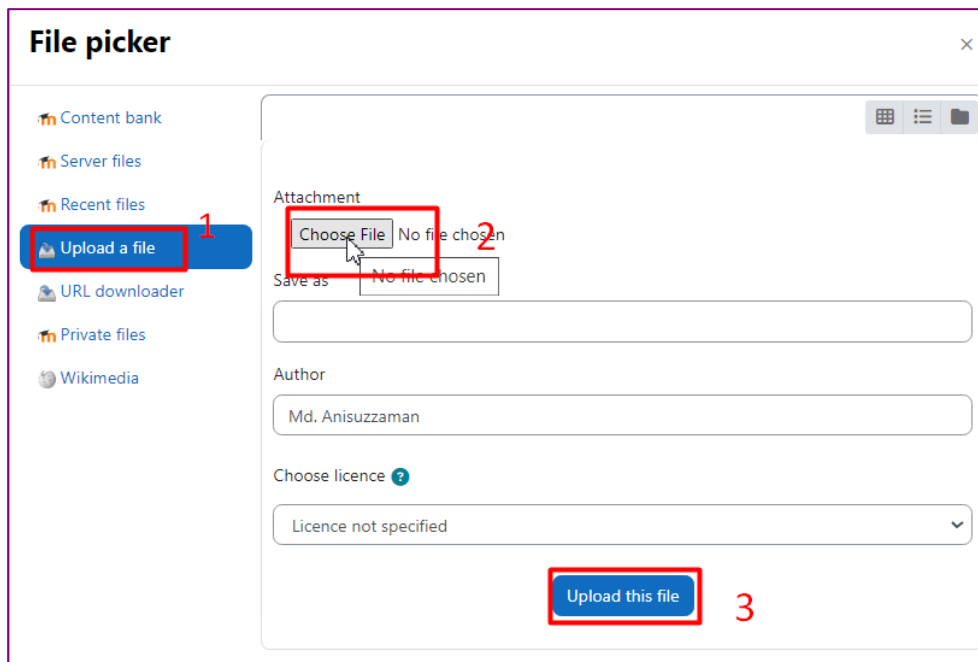 File picker
×
Content bank
Server files
Recent files
1
Upload a file
URL downloader
Private files
Wikimedia
Attachment
Choose File No file chosen
2
No file chosen
Save as
Author
Md. Anisuzzaman
Choose licence ?
Licence not specified
Upload this file
3